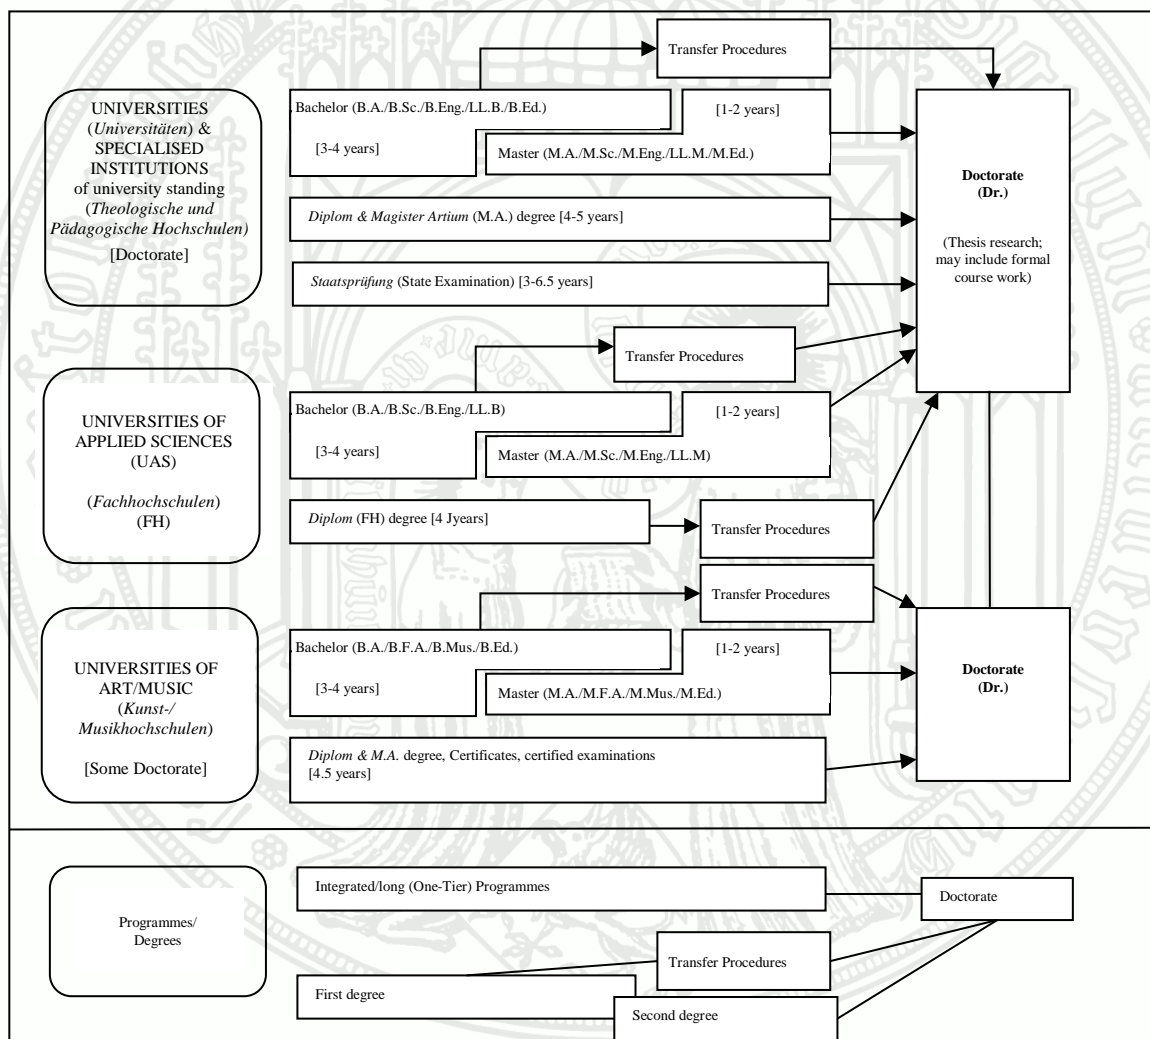 Transfer Procedures
UNIVERSITIES
(Universitäten) &
SPECIALISED
INSTITUTIONS
of university standing
(Theologische und
Pädagogische Hochschulen)
[Doctorate]
. Bachelor (B.A./B.Sc./B.Eng./LL.B./B.Ed.)
[3-4 years]
[1-2 years]
Master (M.A./M.Sc./M.Eng./LL.M./M.Ed.)
Diplom & Magister Artium (M.A.) degree [4-5 years]
Staatsprüfung (State Examination) [3-6.5 years]
Doctorate
(Dr.)
(Thesis research;
may include formal
course work)
Transfer Procedures
UNIVERSITIES OF
APPLIED SCIENCES
(UAS)
(Fachhochschulen)
(FH)
. Bachelor (B.A./B.Sc./B.Eng./LL.B)
[3-4 years]
[1-2 years]
Master (M.A./M.Sc./M.Eng./LL.M)
Diplom (FH) degree [4 Jyears]
Transfer Procedures
Transfer Procedures
UNIVERSITIES OF
ART/MUSIC
(Kunst-/
Musikhochschulen)
[Some Doctorate]
. Bachelor (B.A./B.F.A./B.Mus./B.Ed.)
[3-4 years]
[1-2 years]
Master (M.A./M.F.A./M.Mus./M.Ed.)
Diplom & M.A. degree, Certificates, certified examinations
[4.5 years]
Doctorate
(Dr.)
Programmes/
Degrees
Integrated/long (One-Tier) Programmes
Doctorate
Transfer Procedures
First degree
Second degree